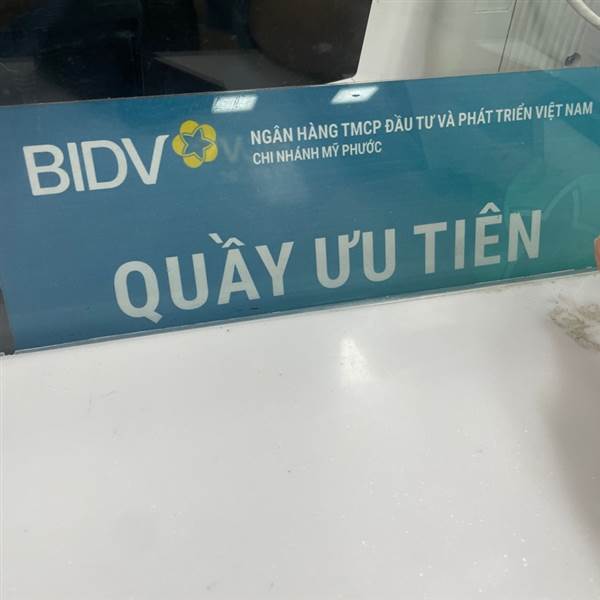 BIDV
NGÂN HÀNG TMCP ĐẦU TƯ VÀ PHÁT TRIỂN VIỆT NAM
CHI NHÁNH MỸ PHƯỚC
QUẦY ƯU TIÊN